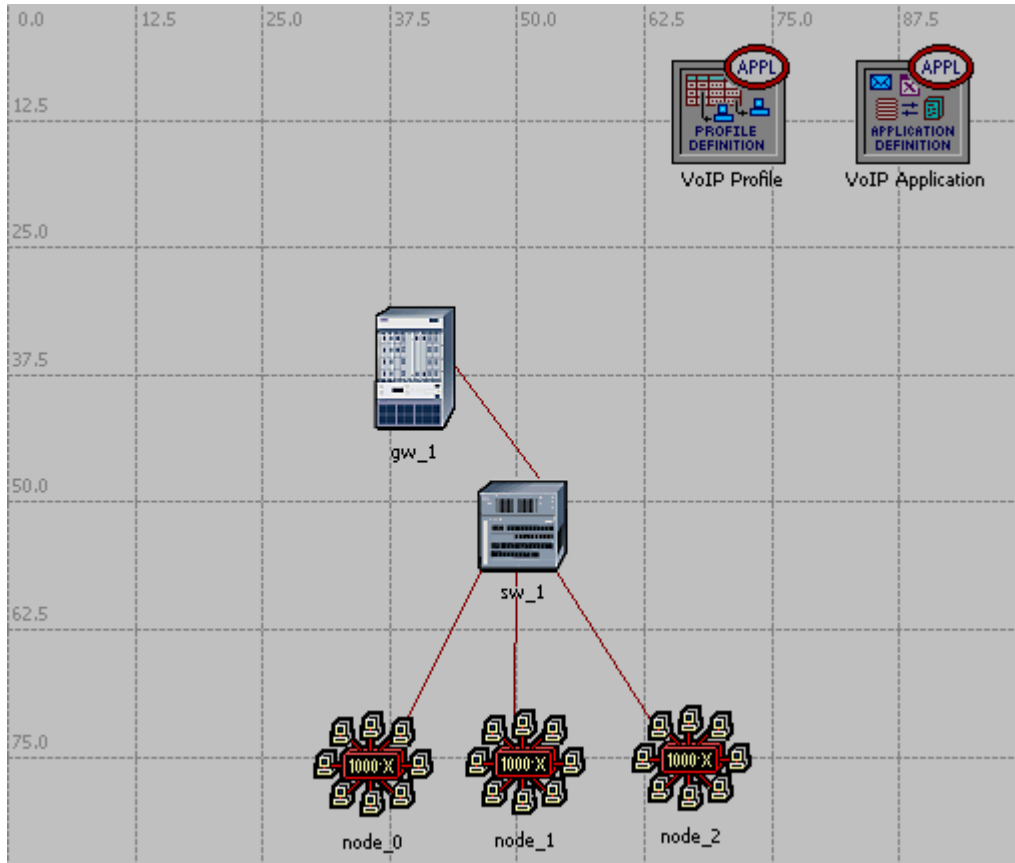 0.0 12.5 25.0 37.5 50.0 62.5 75.0 87.5
APPL
APPL
12.5
PROFILE
DEFINITION
APPLICATION
DEFINITION
VoIP Profile
VoIP Application
25.0
37.5
gw_1
50.0
sw_1
62.5
75.0
1000-X
1000-X
1000-X
node_0
node_1
node_2